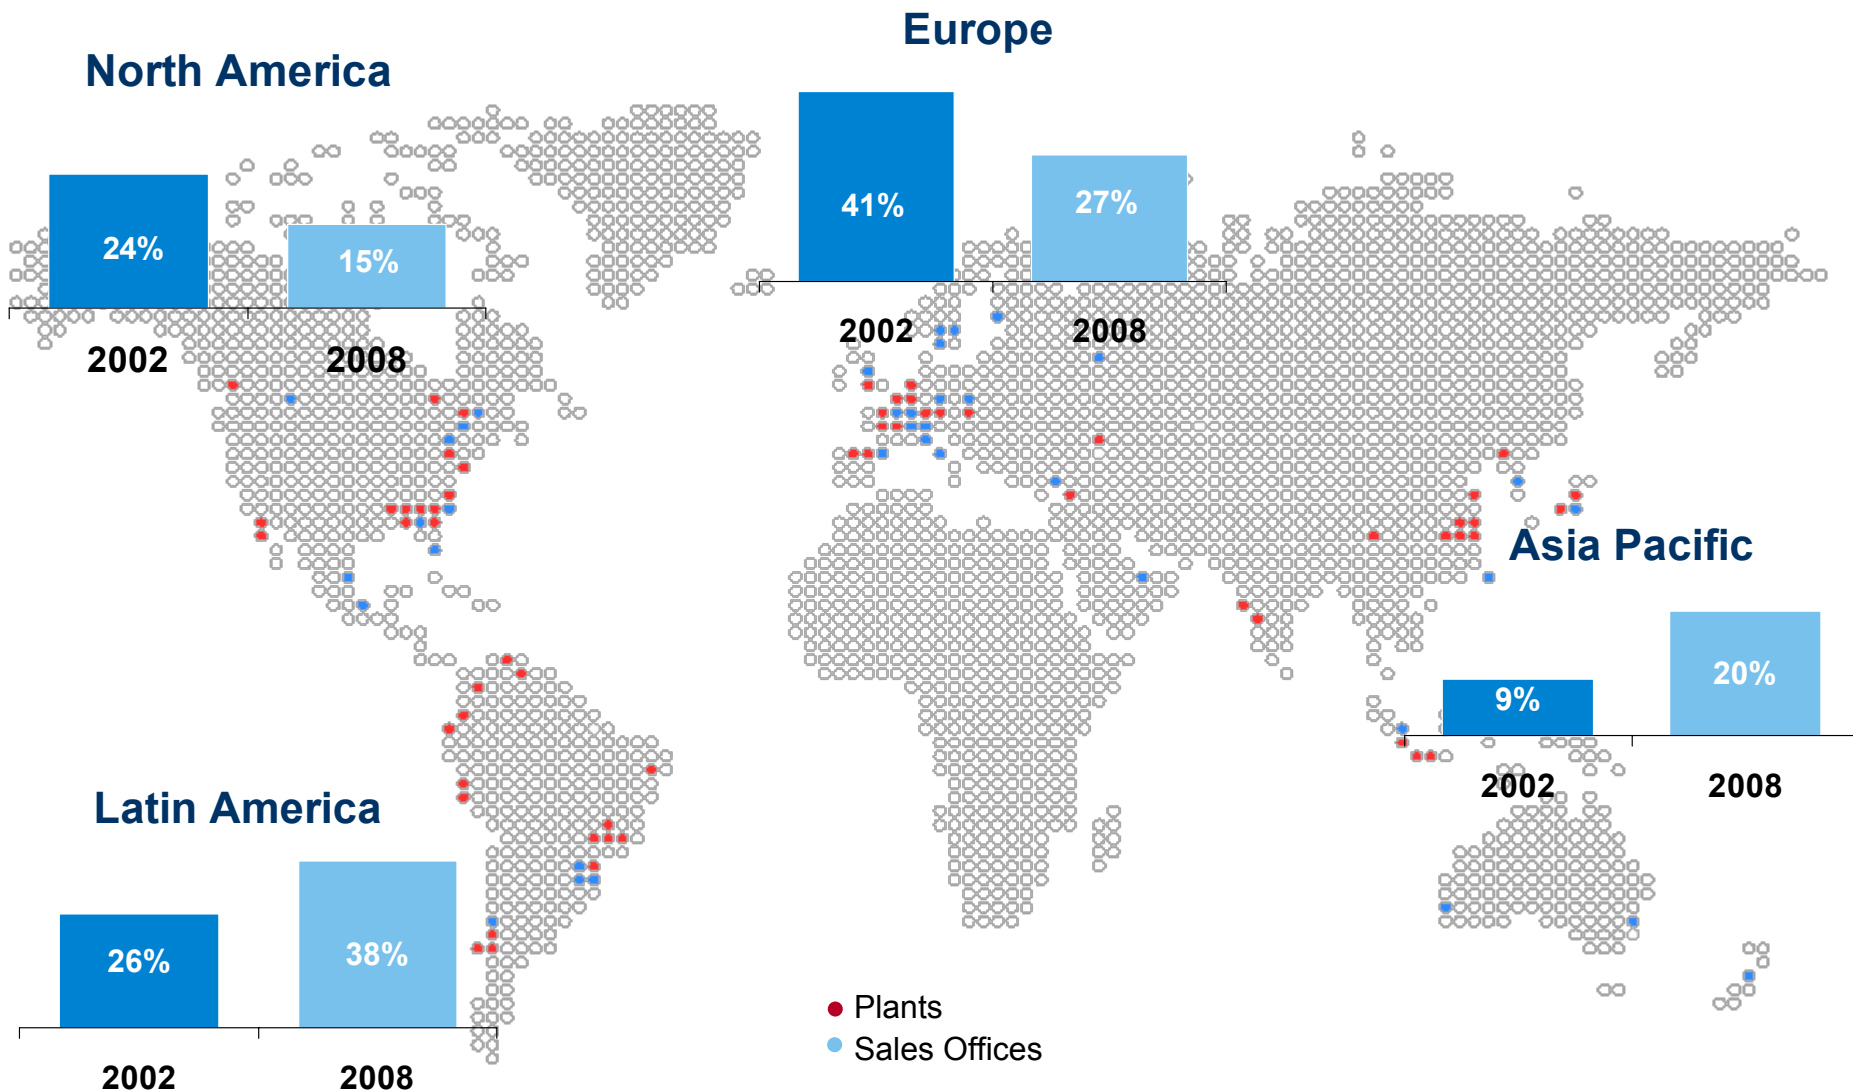 Europe
North America
41%
27%
24%
15%
2002
2008
2002
2008
Asia Pacific
20%
9%
2002
2008
Latin America
38%
26%
2002
2008
Plants
Sales Offices